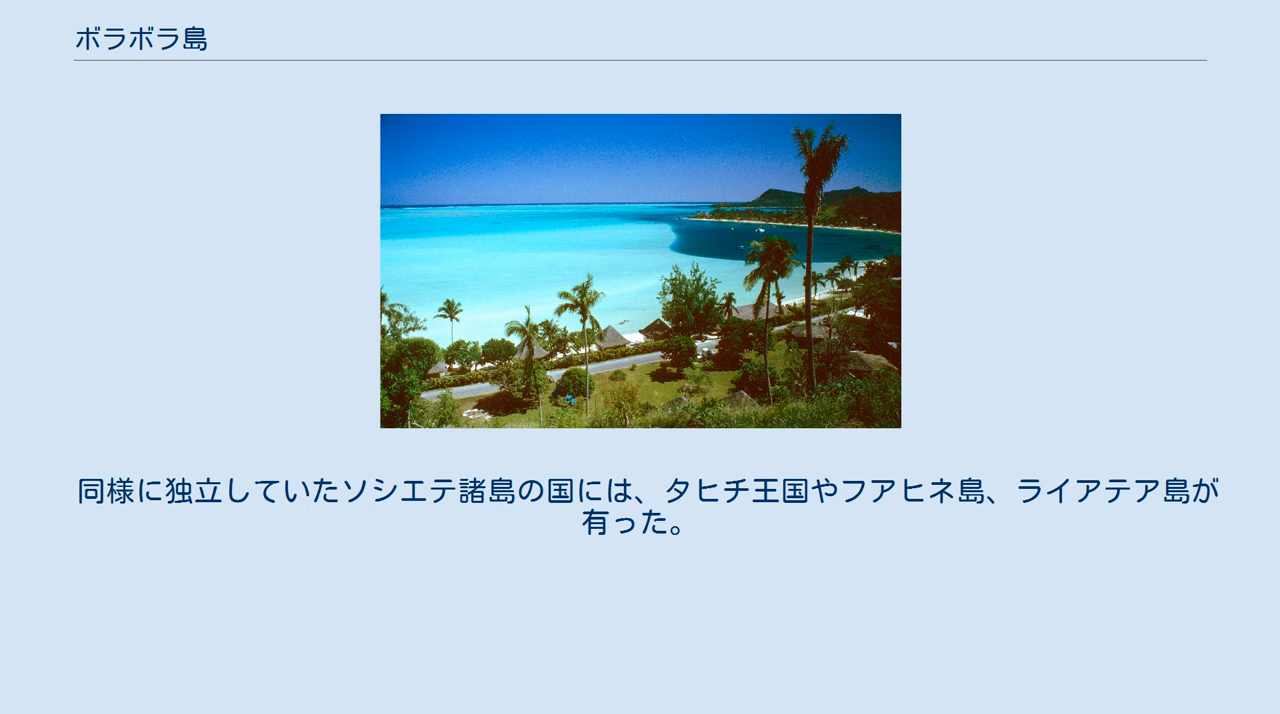 ボラボラ島
同様に独立していたソシエテ諸島の国には、タヒチ王国やフアヒネ島、ライアテア島が
有った。